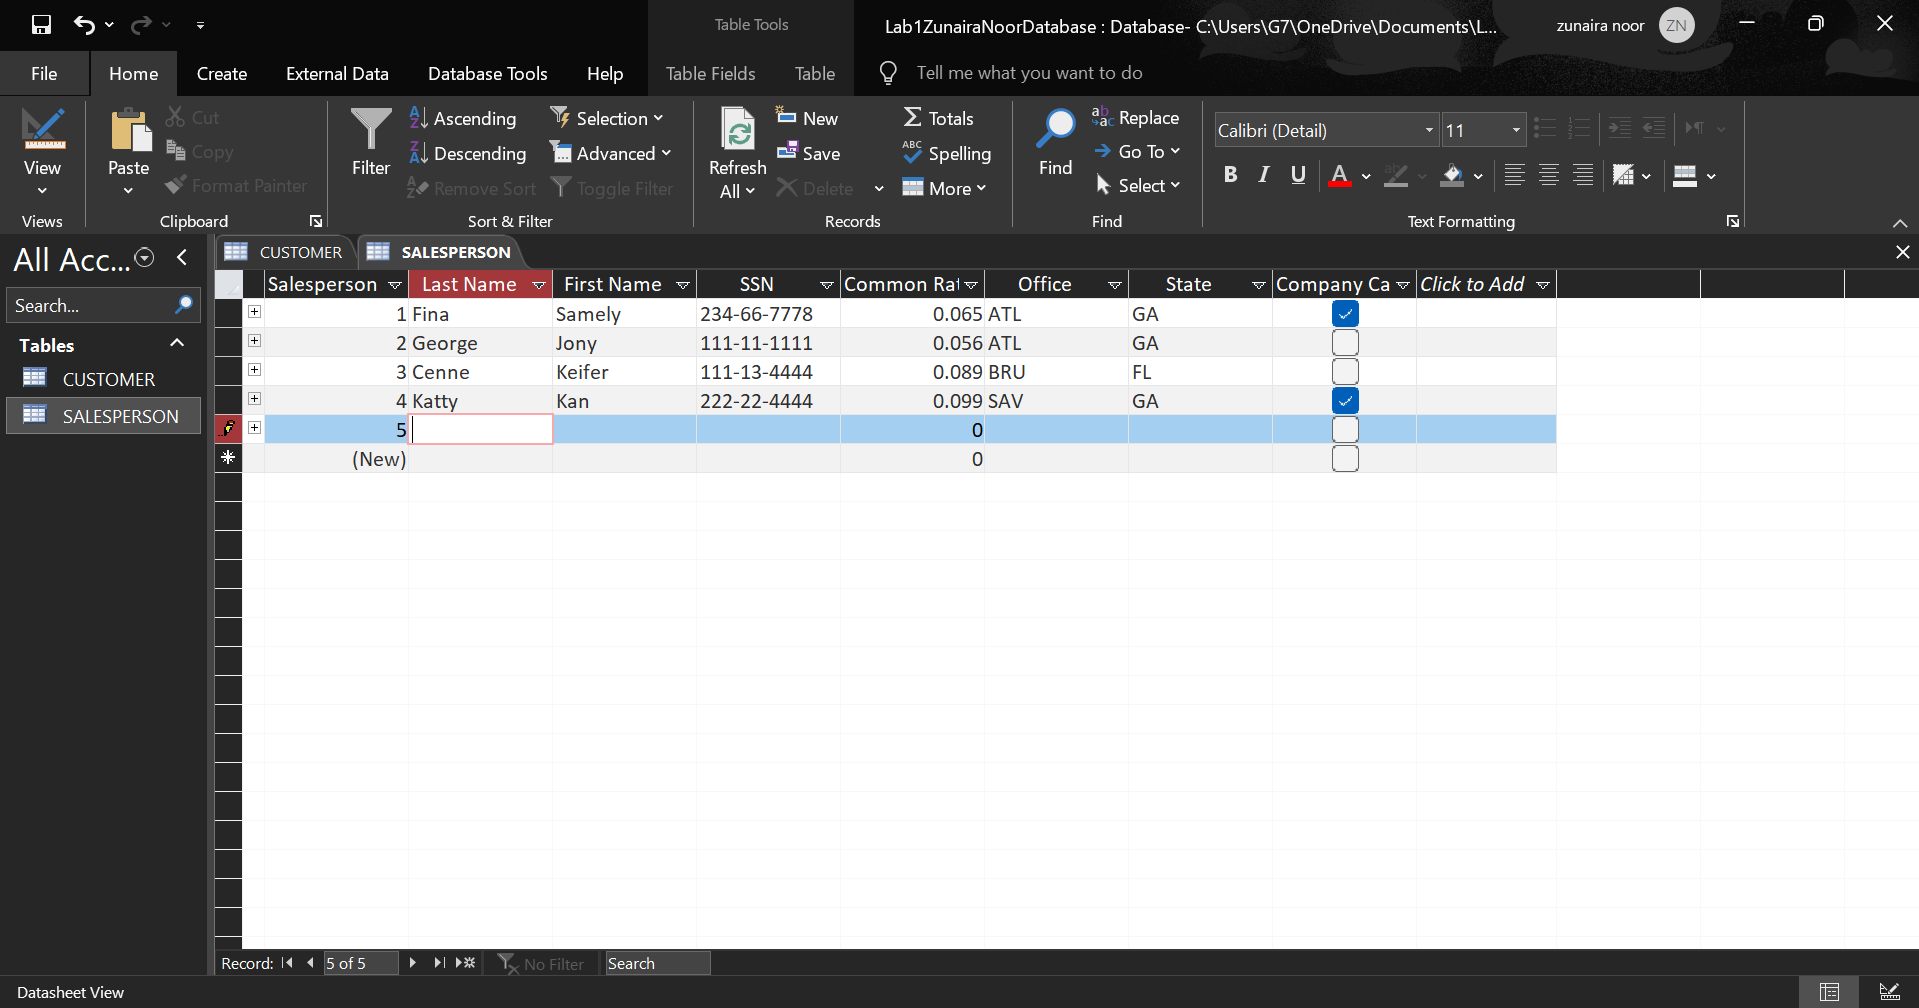 Table Tools
Lab1ZunairaNoorDatabase : Database- C:\Users\G7\OneDrive\Documents\L...
zunaira noor
ZN
File Home Create External Data Database Tools Help Table Fields Table Tell me what you want to do
View
Views
Paste
Cut
Copy
Format Painter
Clipboard
Filter
Ascending
Descending
Remove Sort
Selection
Advanced
Toggle Filter
Sort & Filter
Refresh
All
New
Save
Delete
Totals
Spelling
More
Records
Find
Replace
Go To
Select
Find
Calibri (Detail) 11
B I U A
Text Formatting
All Acc...
Search...
Tables
CUSTOMER
SALESPERSON
CUSTOMER SALESPERSON
Salesperson Last Name First Name SSN Common Rat Office State Company Ca Click to Add
1 Fina Samely 234-66-7778 0.065 ATL GA
2 George Jony 111-11-1111 0.056 ATL GA
3 Cenne Keifer 111-13-4444 0.089 BRU FL
4 Katty Kan 222-22-4444 0.099 SAV GA
5 0
(New) 0
Record: 5 of 5 No Filter Search
Datasheet View